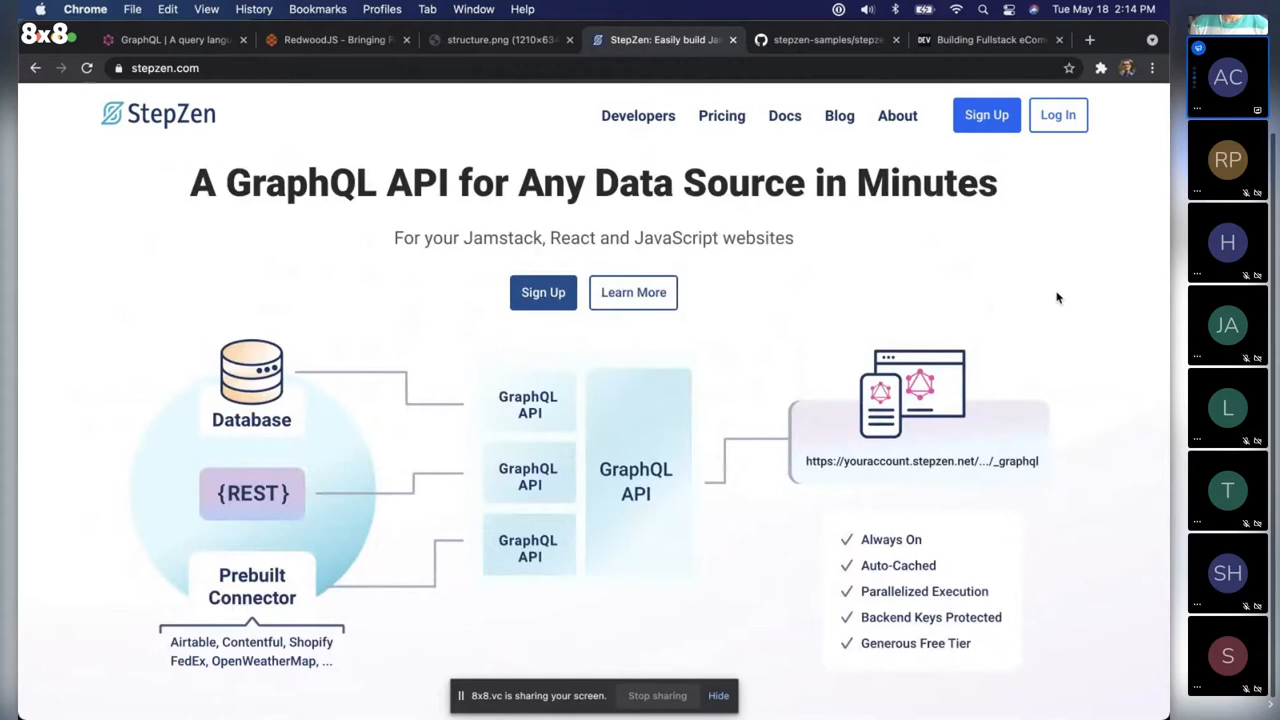 Chrome File Edit View History Bookmarks Profiles Tab Window Help Tue May 18 2:14 PM
8x8
GraphQL | A query langu
RedwoodJS - Bringing F
structure.md (1100×
StepZen: Easily build Ja
stepzen-samples/stepze
DEV Building Fullstack eCom
stepzen.com
StepZen
Developers Pricing Docs Blog About Sign Up Log In
A GraphQL API for Any Data Source in Minutes
For your Jamstack, React and JavaScript websites
Sign Up Learn More
Database
{REST}
Prebuilt
Connector
Airtable, Contentful, Shopify
FedEx, OpenWeatherMap, ...
GraphQL
API
GraphQL
API
GraphQL
API
GraphQL
API
https://youraccount.stepzen.net/.../_graphql
Always On
Auto-Cached
Parallelized Execution
Backend Keys Protected
Generous Free Tier
8x8.vc is sharing your screen. Stop sharing Hide
AC
RP
H
JA
L
T
SH
S